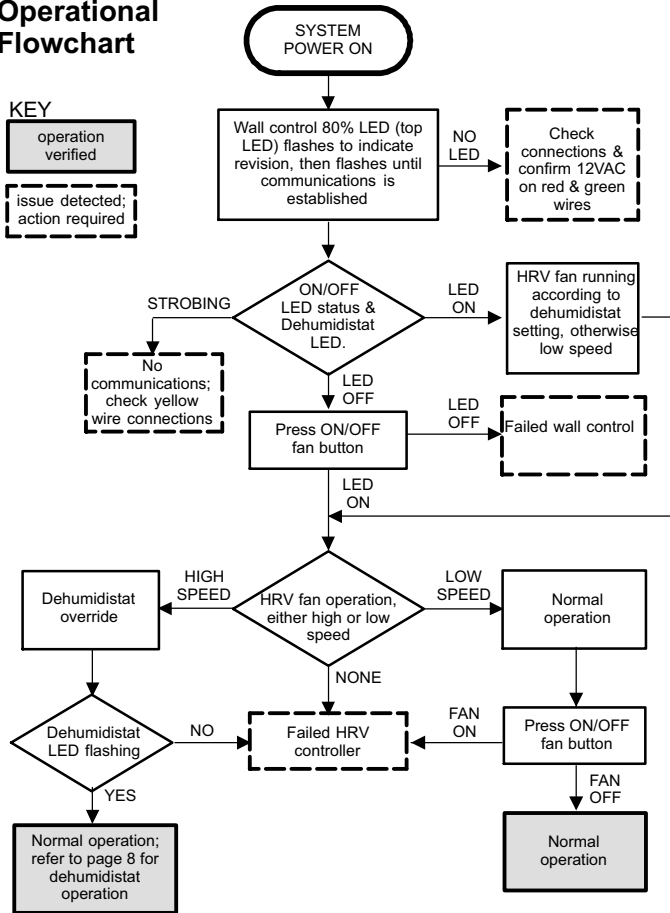 Operational
Flowchart
KEY
operation
verified
issue detected;
action required
SYSTEM
POWER ON
Wall control 80% LED (top
LED) flashes to indicate
revision, then flashes until
communications is
established
NO
LED
Check
connections &
confirm 12VAC
on red & green
wires
ON/OFF
LED status &
Dehumidistat
LED.
STROBING
No
communications;
check yellow
wire connections
LED
ON
HRV fan running
according to
dehumidistat
setting, otherwise
low speed
LED
OFF
Press ON/OFF
fan button
LED
OFF
Failed wall control
LED
ON
HRV fan operation,
either high or low
speed
HIGH
SPEED
Dehumidistat
override
LOW
SPEED
Normal
operation
NONE
Dehumidistat
LED flashing
NO
Failed HRV
controller
FAN
ON
Press ON/OFF
fan button
YES
Normal operation;
refer to page 8 for
dehumidistat
operation
FAN
OFF
Normal
operation